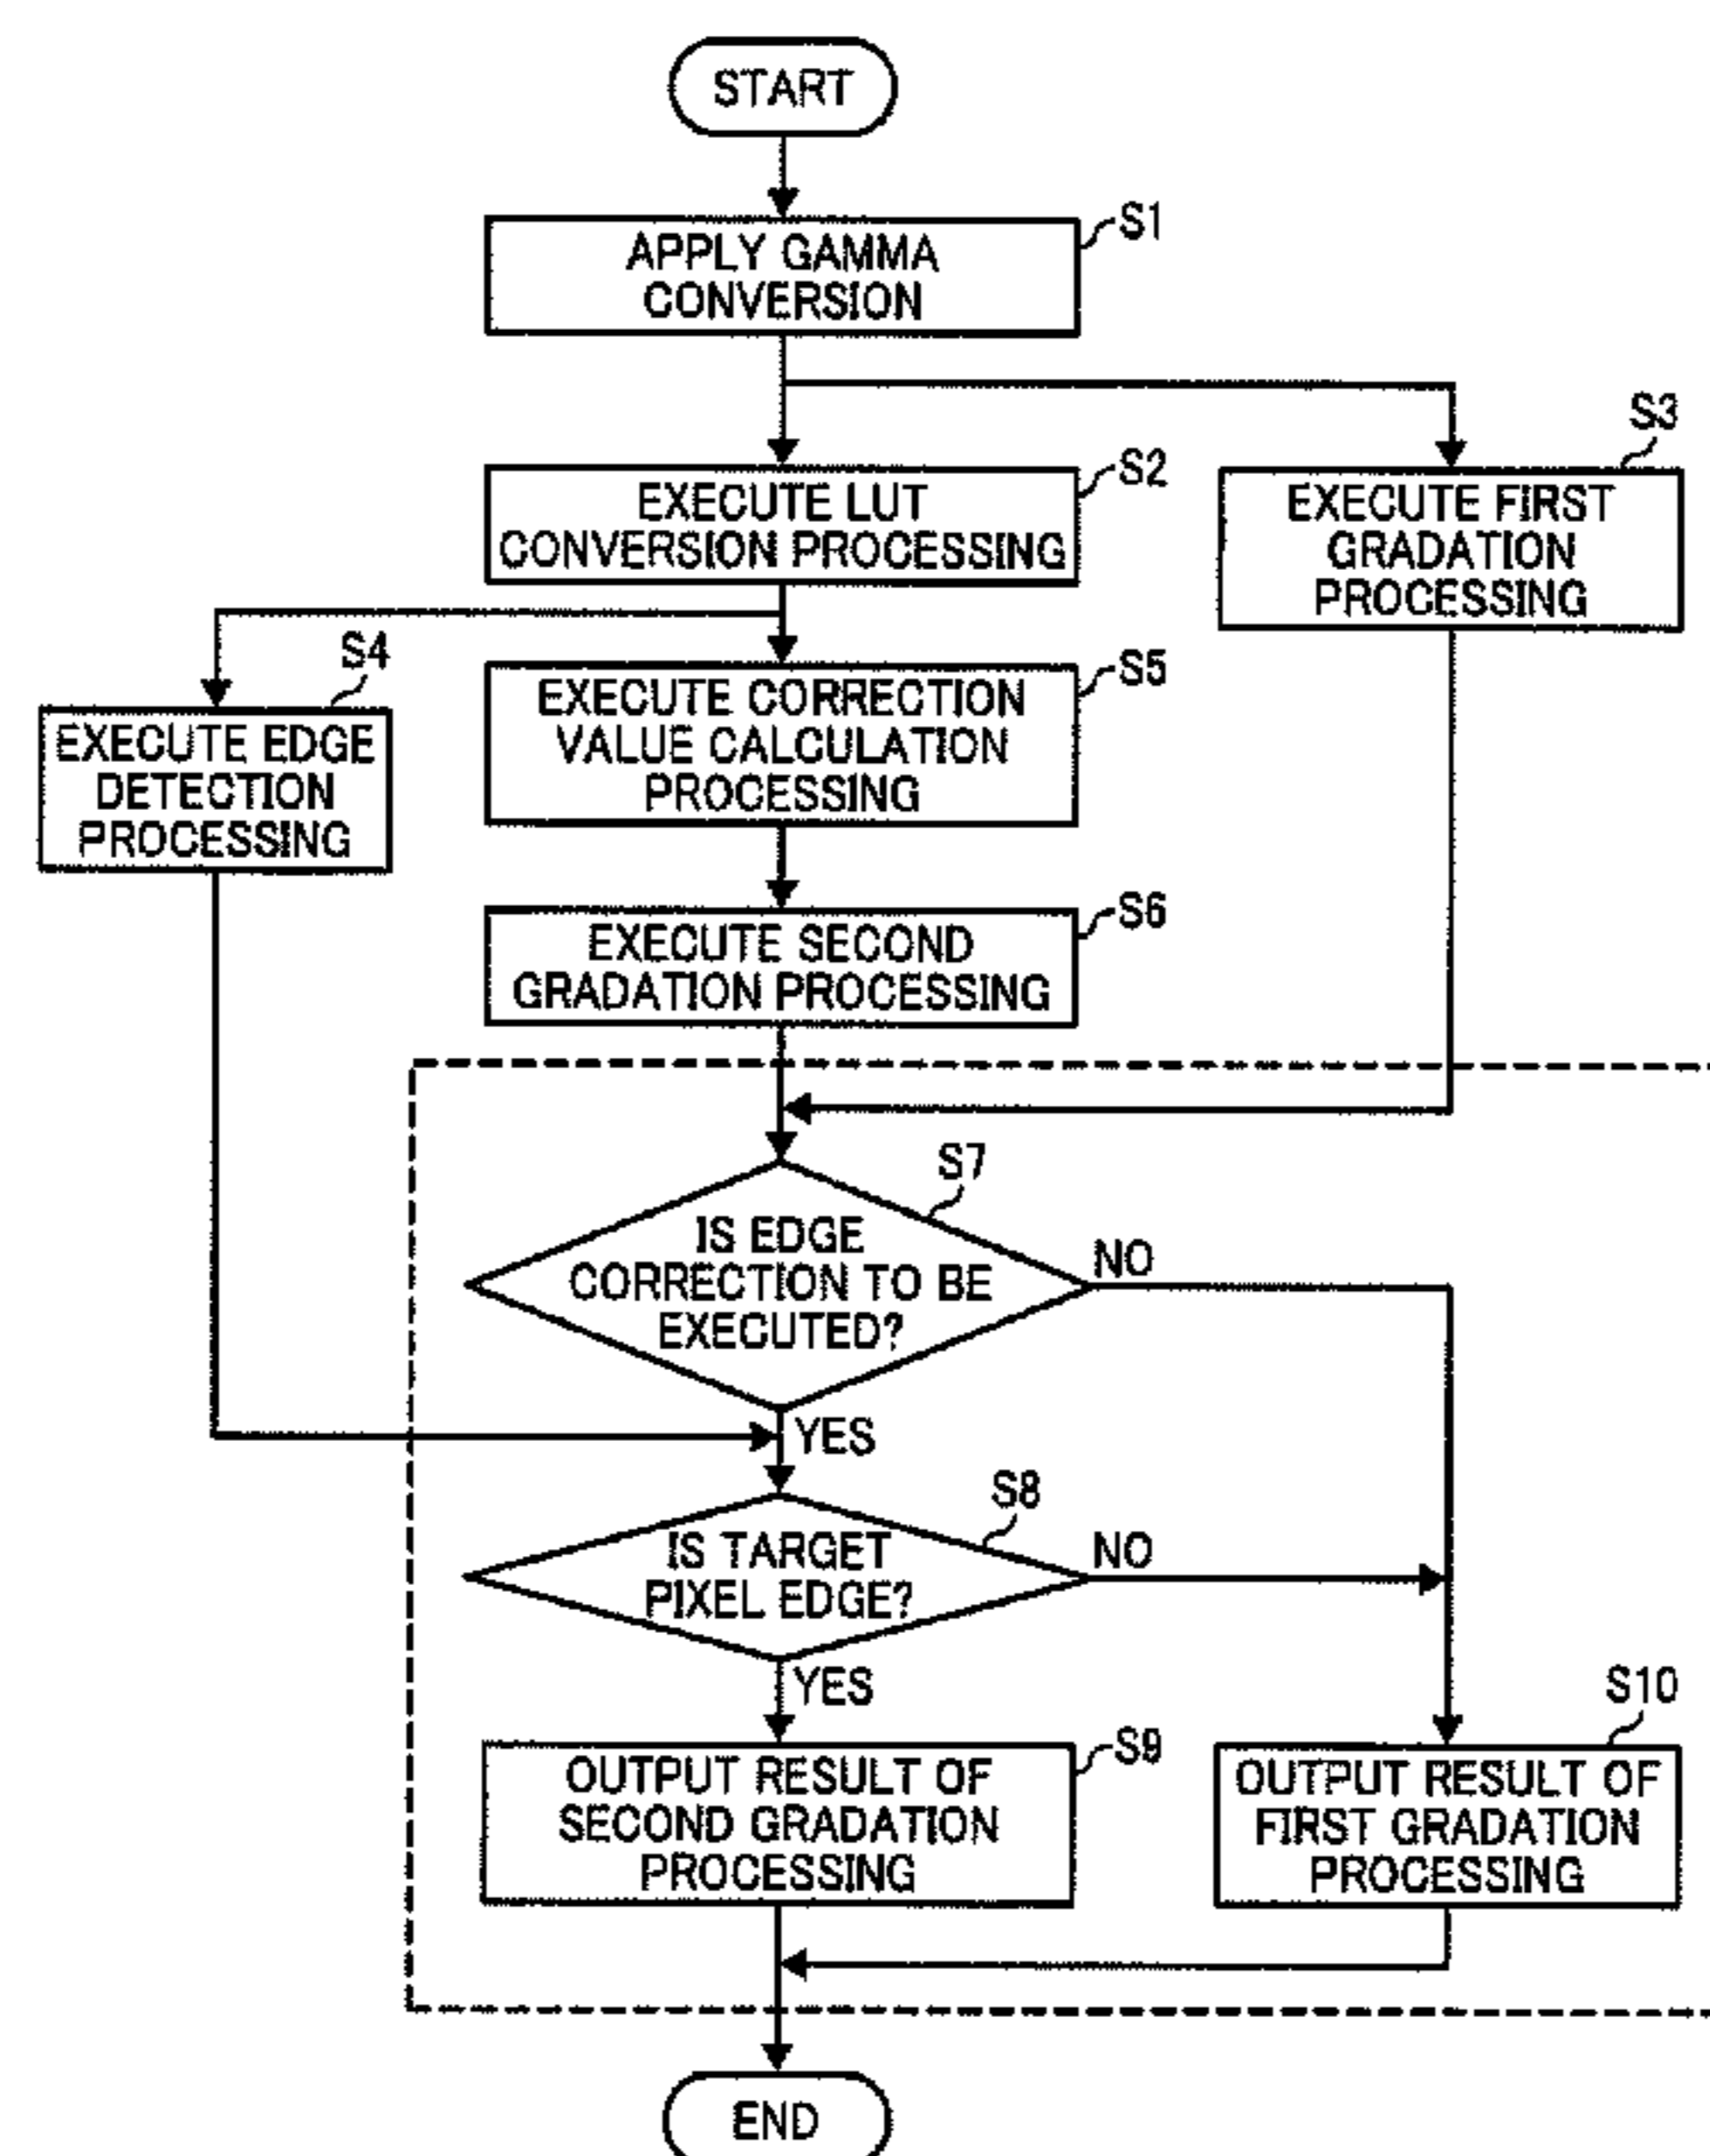 START
S1
APPLY GAMMA
CONVERSION
S2
EXECUTE LUT
CONVERSION PROCESSING
S3
EXECUTE FIRST
GRADATION
PROCESSING
S4
EXECUTE EDGE
DETECTION
PROCESSING
S5
EXECUTE CORRECTION
VALUE CALCULATION
PROCESSING
S6
EXECUTE SECOND
GRADATION PROCESSING
S7
IS EDGE
CORRECTION TO BE
EXECUTED?
NO
YES
S8
IS TARGET
PIXEL EDGE?
NO
YES
S9
OUTPUT RESULT OF
SECOND GRADATION
PROCESSING
S10
OUTPUT RESULT OF
FIRST GRADATION
PROCESSING
END